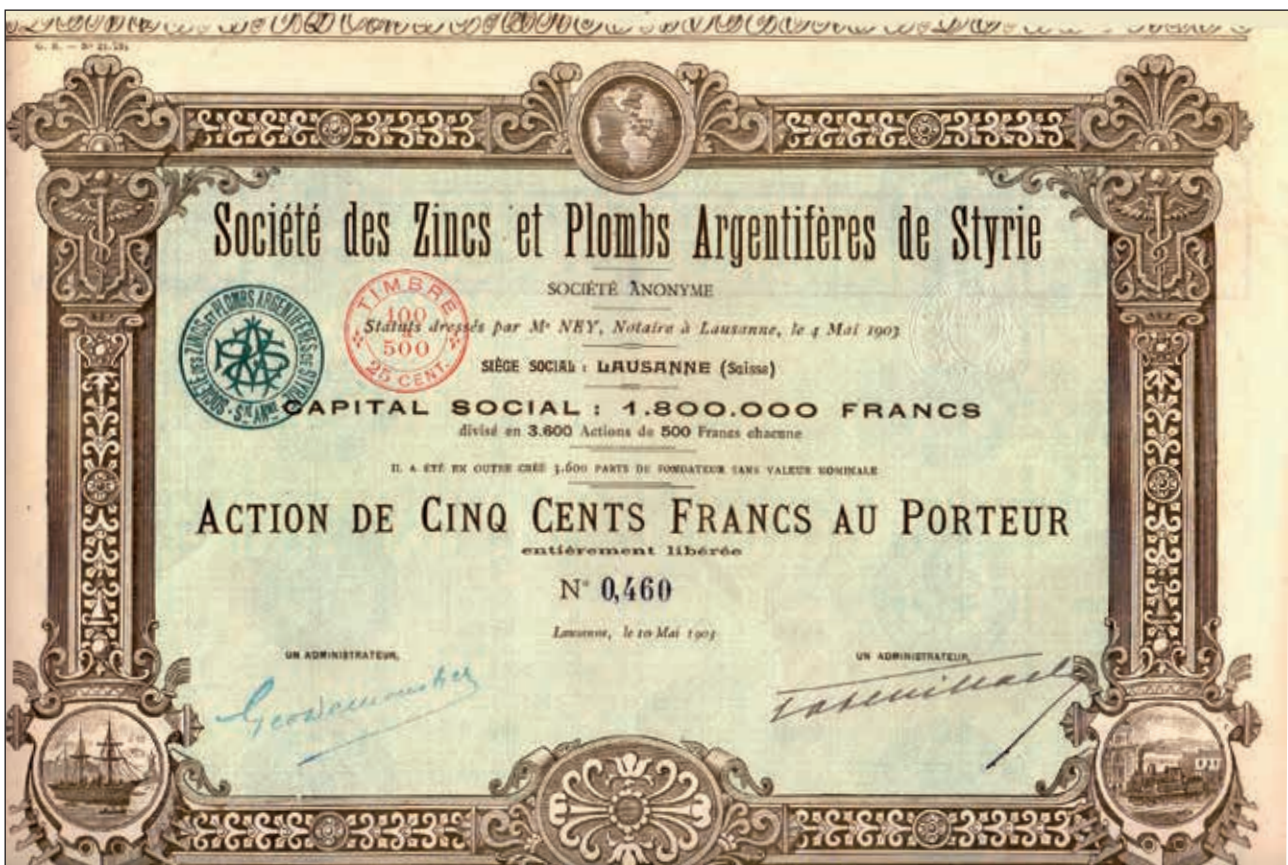 Société des Zincs et Plombs Argentifères de Styrie
SOCIÉTÉ ANONYME
Statuts dressés par Me NEY, Notaire à Lausanne, le 4 Mai 1903
SIÈGE SOCIAL : LAUSANNE (Suisse)
SOCIÉTÉ DES ZINCS ET PLOMBS ARGENTIFÈRES DE STYRIE
TIMBRE
100
500
25 CENT.
CAPITAL SOCIAL : 1.800.000 FRANCS
divisé en 3.600 Actions de 500 Francs chacune
IL A ÉTÉ EN OUTRE CRÉÉ 3.600 PARTS DE FONDATEUR SANS VALEUR NOMINALE
ACTION DE CINQ CENTS FRANCS AU PORTEUR
entièrement libérée
N° 0,460
Lausanne, le 10 Mai 1903
UN ADMINISTRATEUR,
UN ADMINISTRATEUR,